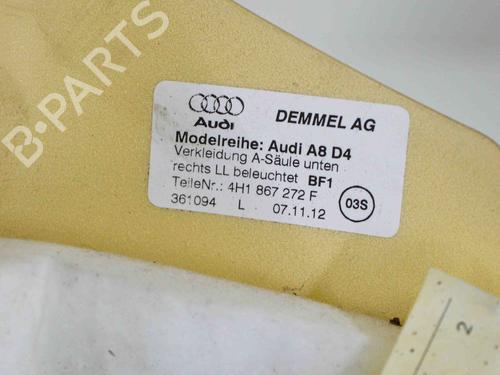 B-PARTS
Audi
DEMMEL AG
Modelreihe: Audi A8 D4
Verkleidung A-Säule unten
rechts LL beleuchtet BF1
TeileNr.: 4H1 867 272 F
361094 L 07.11.12
03S
2